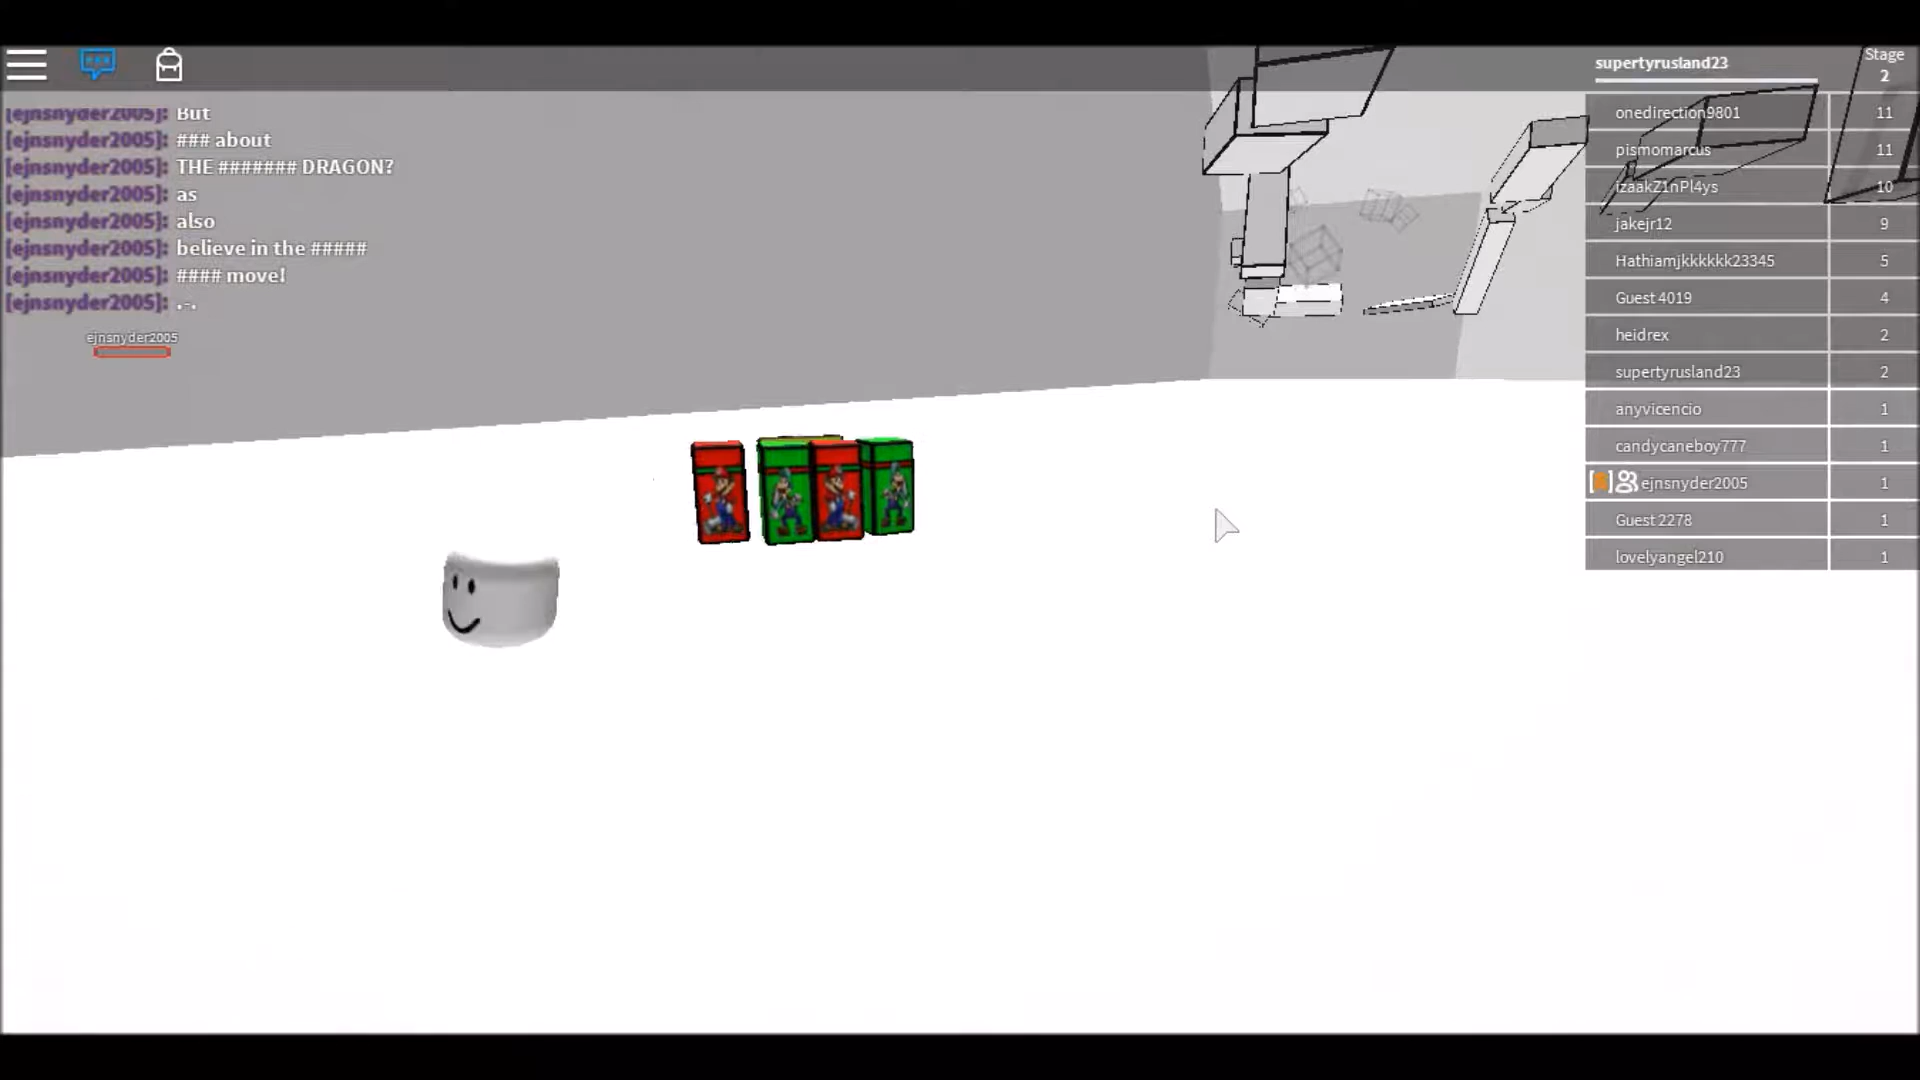 [ejnsnyder2005]: But
[ejnsnyder2005]: ### about
[ejnsnyder2005]: THE ####### DRAGON?
[ejnsnyder2005]: as
[ejnsnyder2005]: also
[ejnsnyder2005]: believe in the #####
[ejnsnyder2005]: #### move!
[ejnsnyder2005]: .-.
ejnsnyder2005
supertyrusland23 Stage 2
onedirection9801 11
pismomarcus 11
izaakZ1nPl4ys 10
jakejr12 9
Hathiamjkkkkkk23345 5
Guest 4019 4
heidrex 2
supertyrusland23 2
anyvicencio 1
candycaneboy777 1
ejnsnyder2005 1
Guest 2278 1
lovelyangel210 1